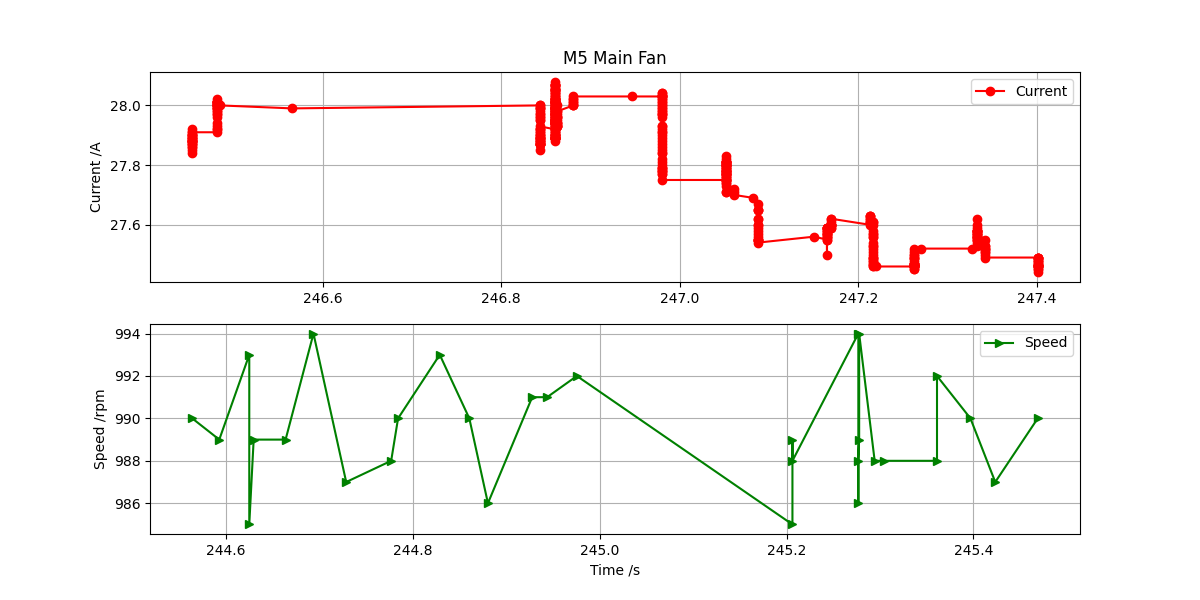 M5 Main Fan
Current /A
28.0
27.8
27.6
Current
246.6 246.8 247.0 247.2 247.4
Speed /rpm
994
992
990
988
986
Speed
244.6 244.8 245.0 245.2 245.4
Time /s